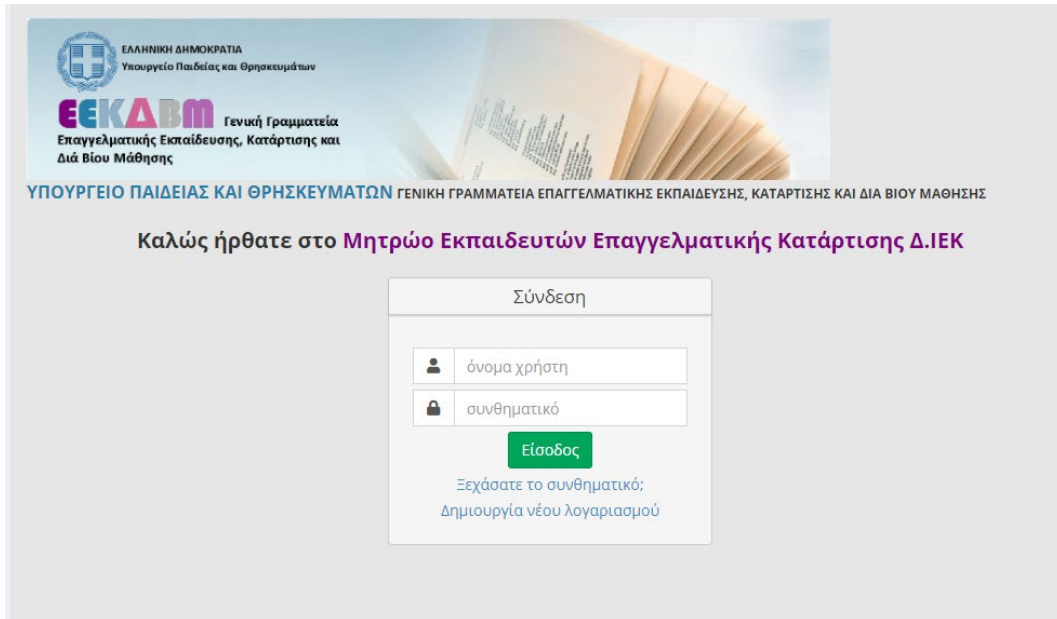 ΕΛΛΗΝΙΚΗ ΔΗΜΟΚΡΑΤΙΑ
Υπουργείο Παιδείας και Θρησκευμάτων
ΕΕΚΔΒΜ Γενική Γραμματεία
Επαγγελματικής Εκπαίδευσης, Κατάρτισης και
Διά Βίου Μάθησης
ΥΠΟΥΡΓΕΙΟ ΠΑΙΔΕΙΑΣ ΚΑΙ ΘΡΗΣΚΕΥΜΑΤΩΝ ΓΕΝΙΚΗ ΓΡΑΜΜΑΤΕΙΑ ΕΠΑΓΓΕΛΜΑΤΙΚΗΣ ΕΚΠΑΙΔΕΥΣΗΣ, ΚΑΤΑΡΤΙΣΗΣ ΚΑΙ ΔΙΑ ΒΙΟΥ ΜΑΘΗΣΗΣ
Καλώς ήρθατε στο Μητρώο Εκπαιδευτών Επαγγελματικής Κατάρτισης Δ.ΙΕΚ
Σύνδεση
όνομα χρήστη
συνθηματικό
Είσοδος
Ξεχάσατε το συνθηματικό;
Δημιουργία νέου λογαριασμού